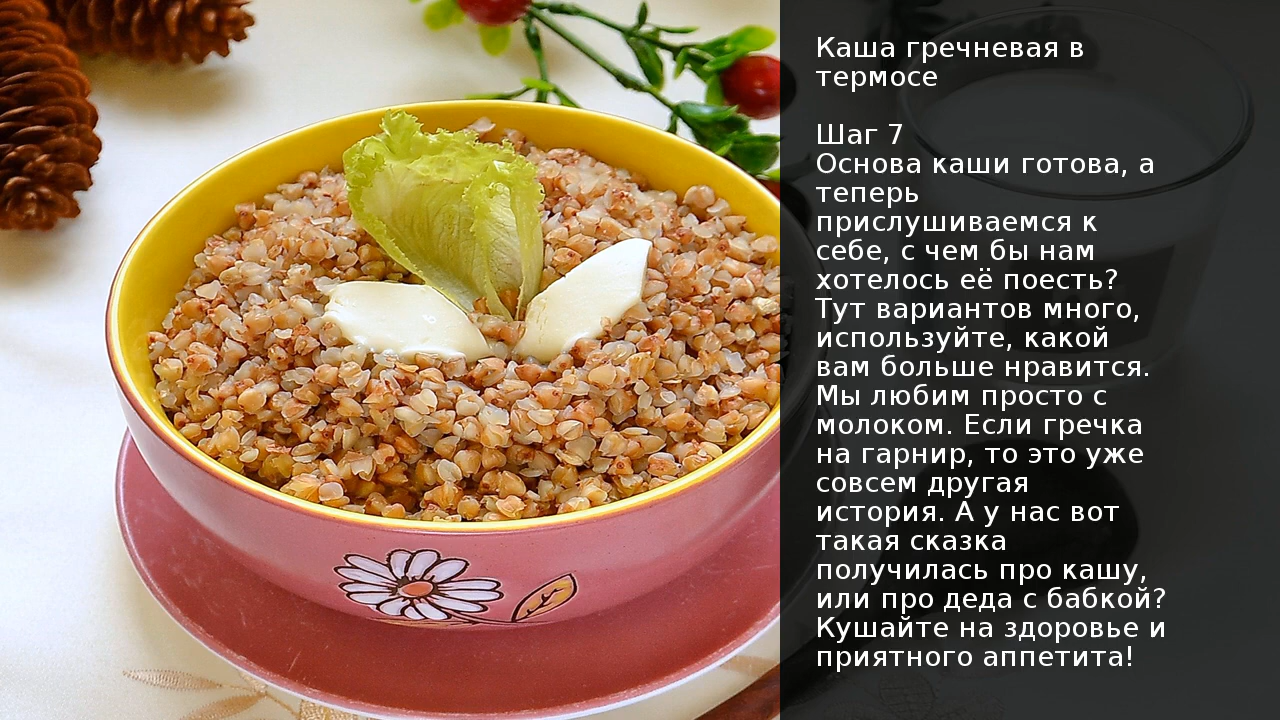 Каша гречневая в
термосе
Шаг 7
Основа каши готова, а
теперь
прислушиваемся к
себе, с чем бы нам
хотелось её поесть?
Тут вариантов много,
используйте, какой
вам больше нравится.
Мы любим просто с
молоком. Если гречка
на гарнир, то это уже
совсем другая
история. А у нас вот
такая сказка
получилась про кашу,
или про деда с бабкой?
Кушайте на здоровье и
приятного аппетита!